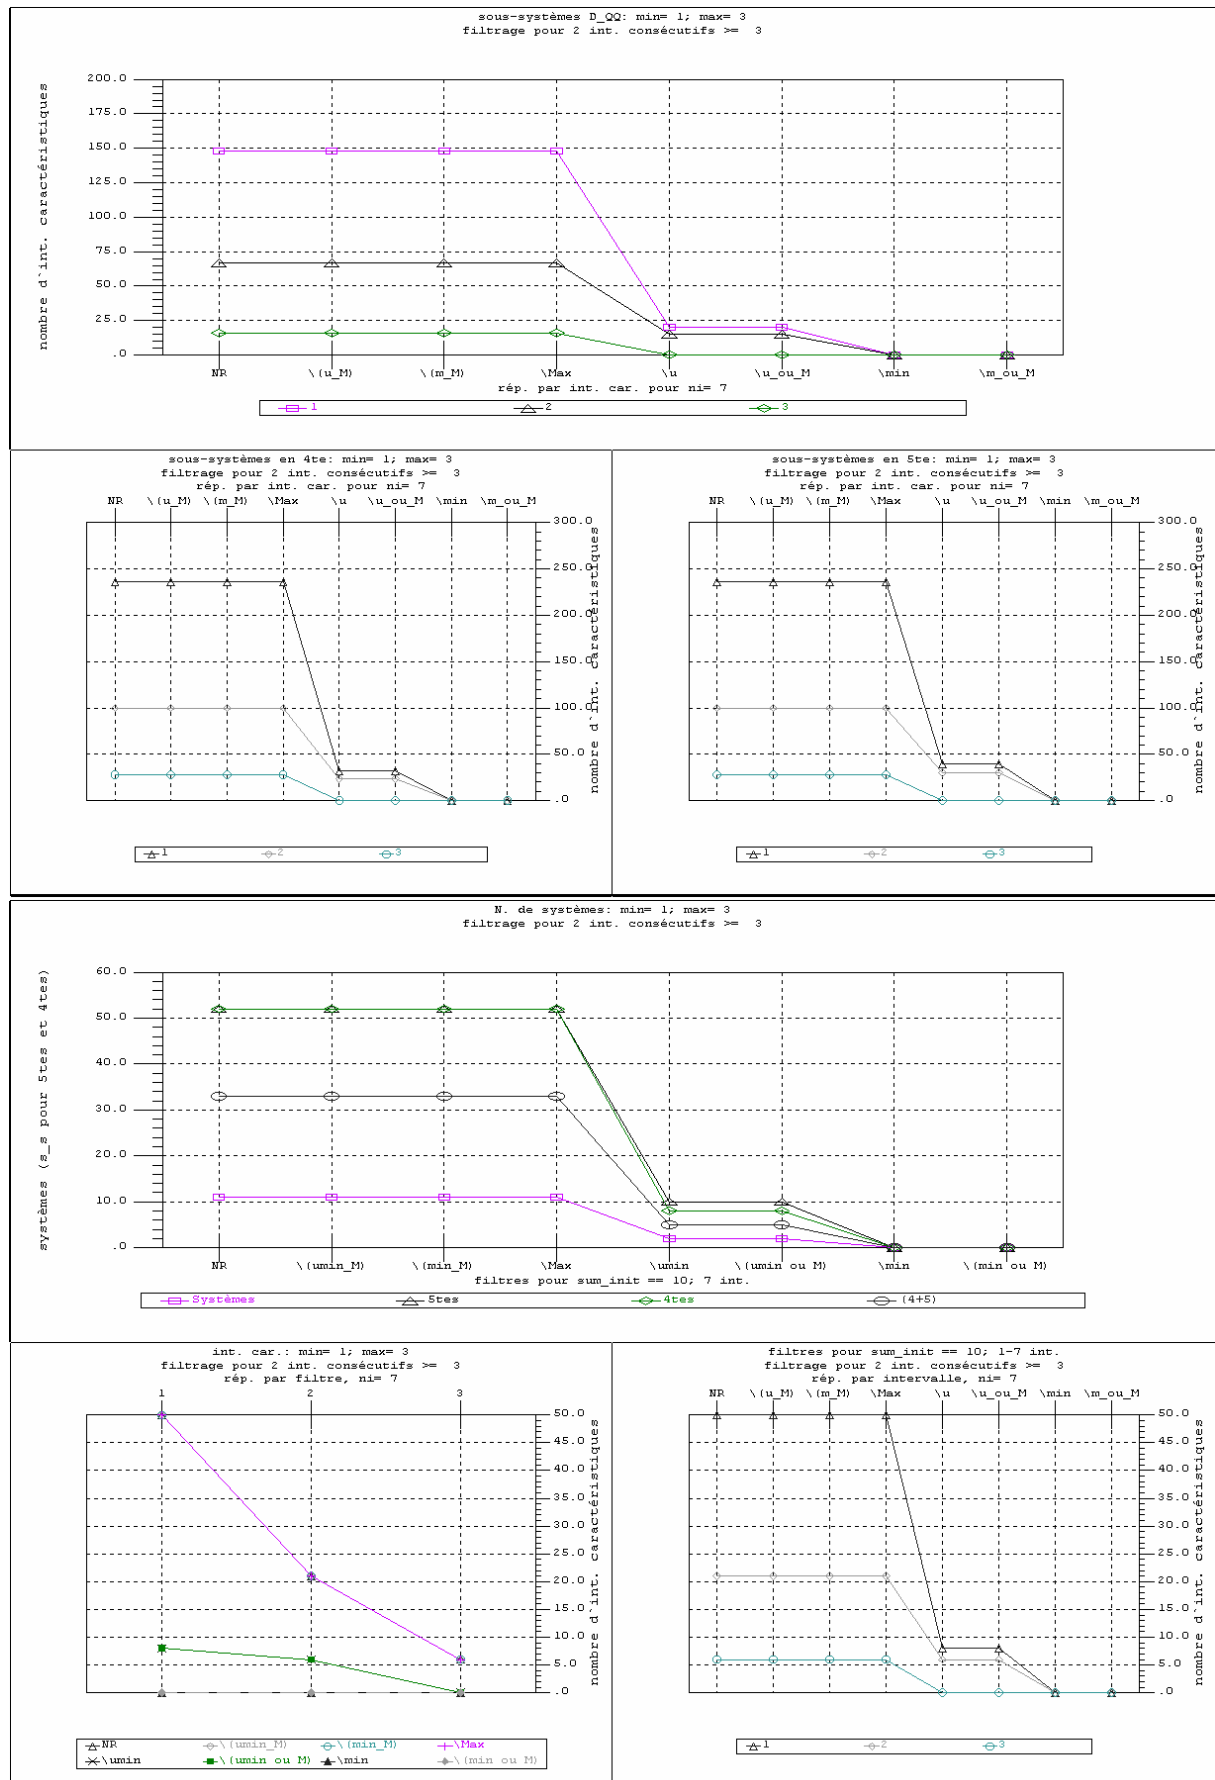 sous-systèmes D_QQ: min= 1; max= 3
filtrage pour 2 int. consécutifs >= 3
nombre d`int. caractéristiques
200.0
175.0
150.0
125.0
100.0
75.0
50.0
25.0
.0
NR \(u_M) \(m_M) \Max \u \u_ou_M \min \m_ou_M
rép. par int. car. pour ni= 7
1 2 3
sous-systèmes en 4te: min= 1; max= 3
filtrage pour 2 int. consécutifs >= 3
rép. par int. car. pour ni= 7
NR \(u_M) \(m_M) \Max \u \u_ou_M \min \m_ou_M
300.0
250.0
200.0
150.0
100.0
50.0
.0
nombre d`int. caractéristiques
1 2 3
sous-systèmes en 5te: min= 1; max= 3
filtrage pour 2 int. consécutifs >= 3
rép. par int. car. pour ni= 7
NR \(u_M) \(m_M) \Max \u \u_ou_M \min \m_ou_M
300.0
250.0
200.0
150.0
100.0
50.0
.0
nombre d`int. caractéristiques
1 2 3
N. de systèmes: min= 1; max= 3
filtrage pour 2 int. consécutifs >= 3
systèmes (s_s pour 5tes et 4tes)
60.0
50.0
40.0
30.0
20.0
10.0
.0
NR \(umin_M) \(min_M) \Max \umin \(umin ou M) \min \(min ou M)
filtres pour sum_init == 10; 7 int.
Systèmes 5tes 4tes (4+5)
int. car.: min= 1; max= 3
filtrage pour 2 int. consécutifs >= 3
rép. par filtre, ni= 7
1 2 3
50.0
45.0
40.0
35.0
30.0
25.0
20.0
15.0
10.0
5.0
.0
nombre d`int. caractéristiques
NR \(umin_M) \(min_M) \Max
\umin \(umin ou M) \min \(min ou M)
filtres pour sum_init == 10; 1-7 int.
filtrage pour 2 int. consécutifs >= 3
rép. par intervalle, ni= 7
NR \(u_M) \(m_M) \Max \u \u_ou_M \min \m_ou_M
50.0
45.0
40.0
35.0
30.0
25.0
20.0
15.0
10.0
5.0
.0
nombre d`int. caractéristiques
1 2 3